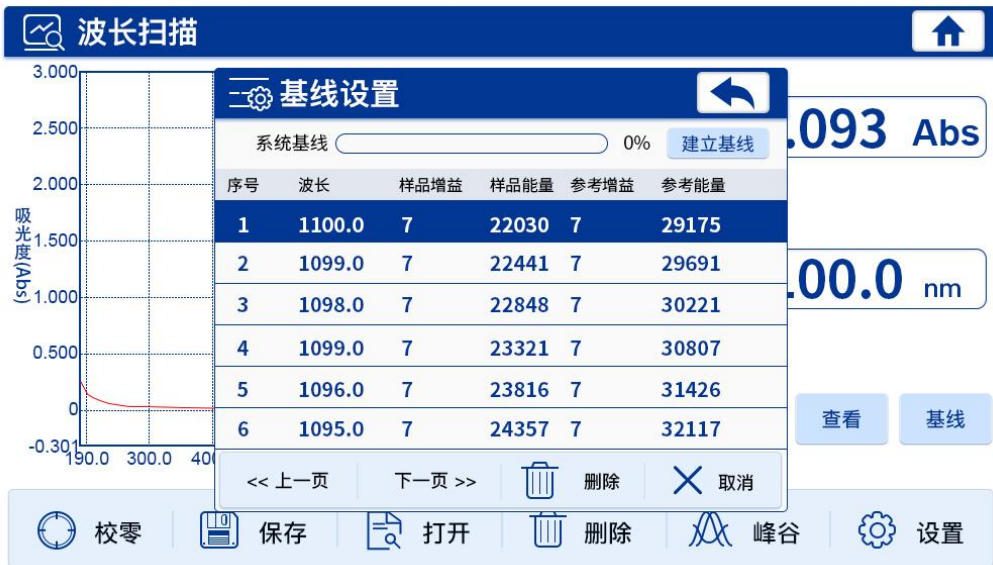 波长扫描
3.000
2.500
2.000
1.500
1.000
0.500
0
-0.301
吸光度(Abs)
190.0 300.0 400
基线设置
系统基线 0% 建立基线
序号 波长 样品增益 样品能量 参考增益 参考能量
1 1100.0 7 22030 7 29175
2 1099.0 7 22441 7 29691
3 1098.0 7 22848 7 30221
4 1099.0 7 23321 7 30807
5 1096.0 7 23816 7 31426
6 1095.0 7 24357 7 32117
<< 上一页 下一页 >> 删除 取消
.093 Abs
.00.0 nm
查看 基线
校零 保存 打开 删除 峰谷 设置